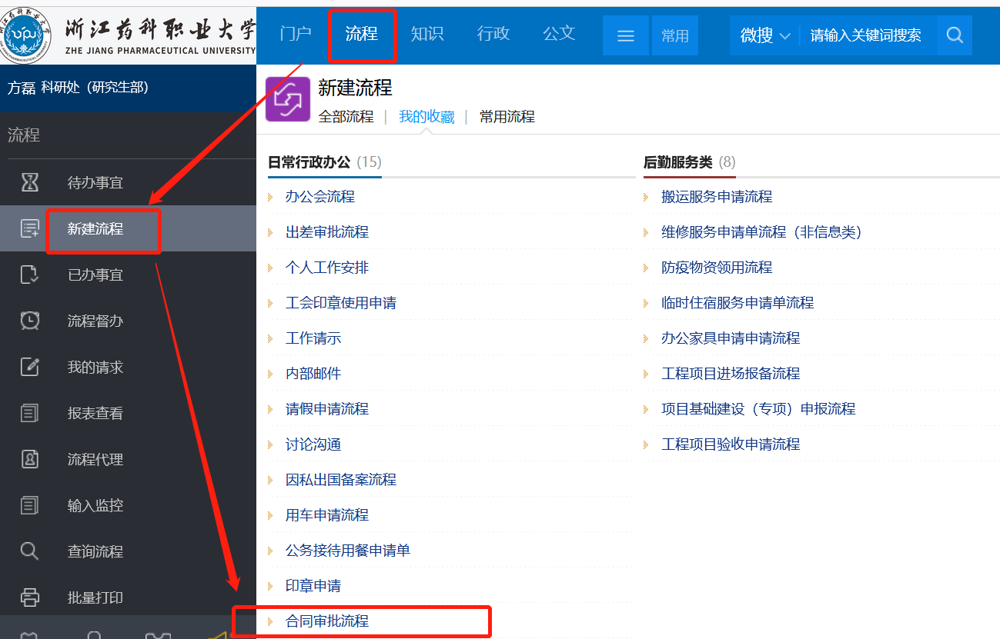 浙江药科职业大学
ZHE JIANG PHARMACEUTICAL UNIVERSITY
门户
流程
知识
行政
公文
常用
微搜
请输入关键词搜索
方磊 科研处（研究生部）
流程
待办事宜
新建流程
已办事宜
流程督办
我的请求
报表查看
流程代理
输入监控
查询流程
批量打印
新建流程
全部流程 | 我的收藏 | 常用流程
日常行政办公 (15)
办公会流程
出差审批流程
个人工作安排
工会印章使用申请
工作请示
内部邮件
请假申请流程
讨论沟通
因私出国备案流程
用车申请流程
公务接待用餐申请单
印章申请
合同审批流程
后勤服务类 (8)
搬运服务申请流程
维修服务申请单流程（非信息类）
防疫物资领用流程
临时住宿服务申请单流程
办公家具申请申请流程
工程项目进场报备流程
项目基础建设（专项）申报流程
工程项目验收申请流程